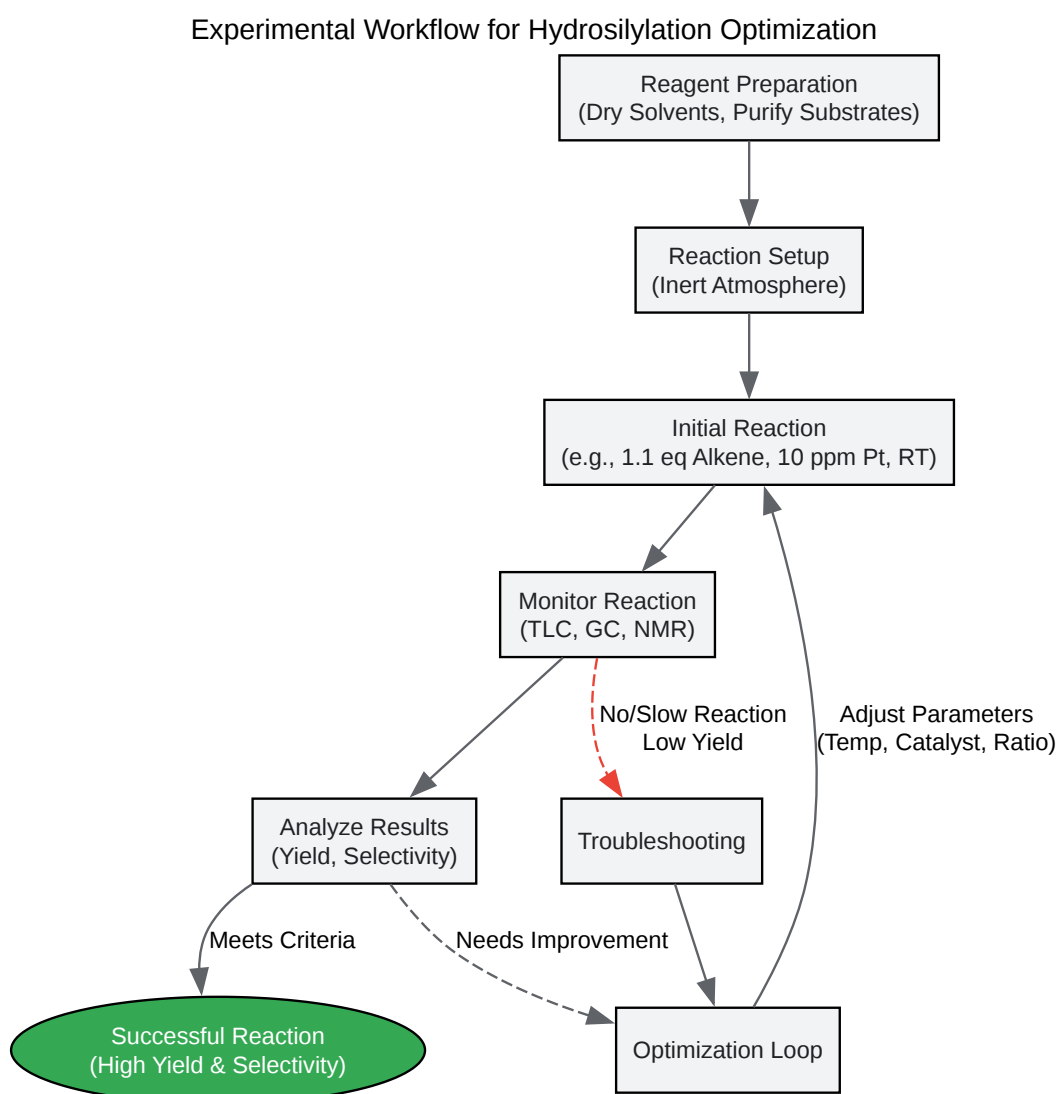 Experimental Workflow for Hydrosilylation Optimization
Reagent Preparation
(Dry Solvents, Purify Substrates)
Reaction Setup
(Inert Atmosphere)
Initial Reaction
(e.g., 1.1 eq Alkene, 10 ppm Pt, RT)
Monitor Reaction
(TLC, GC, NMR)
No/Slow Reaction
Low Yield
Adjust Parameters
(Temp, Catalyst, Ratio)
Analyze Results
(Yield, Selectivity)
Troubleshooting
Meets Criteria
Needs Improvement
Successful Reaction
(High Yield & Selectivity)
Optimization Loop